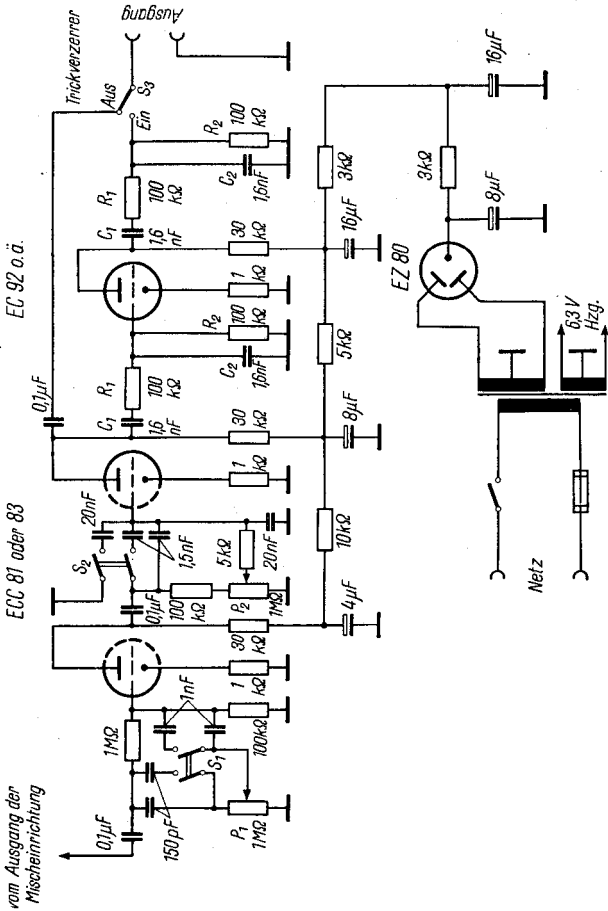 vom Ausgang der
Mischeinrichtung
ECC 81 oder 83
EC 92 o.ä.
Trickverzerrer
Ausgang
Aus
Ein
S₃
0,1µF
0,1µF
150 pF
1MΩ
P₁
1MΩ
S₁
1nF
100kΩ
1
kΩ
30
kΩ
4µF
S₂
20nF
0,1µF
1,5nF
100
kΩ
P₂
1MΩ
5kΩ
20nF
10kΩ
1
kΩ
30
kΩ
8µF
C₁
1,6
nF
R₁
100
kΩ
C₂
1,6nF
R₂
100
kΩ
5kΩ
1
kΩ
30
kΩ
16µF
C₁
1,6
nF
R₁
100
kΩ
C₂
1,6nF
R₂
100
kΩ
3kΩ
Netz
6,3 V
Hzg.
EZ 80
8µF
3kΩ
16µF